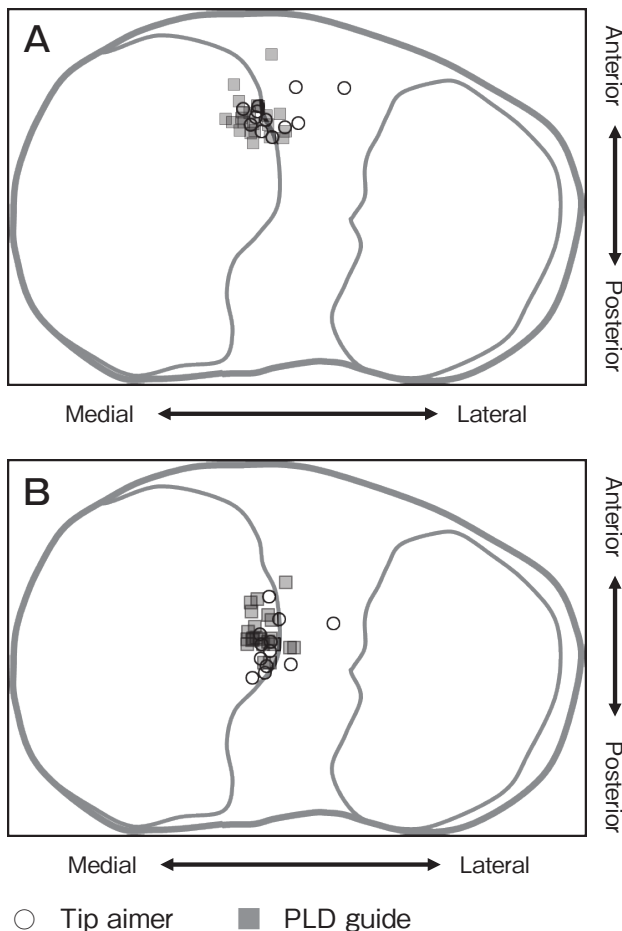 A
Anterior
Posterior
Medial
Lateral
B
Anterior
Posterior
Medial
Lateral
Tip aimer
PLD guide